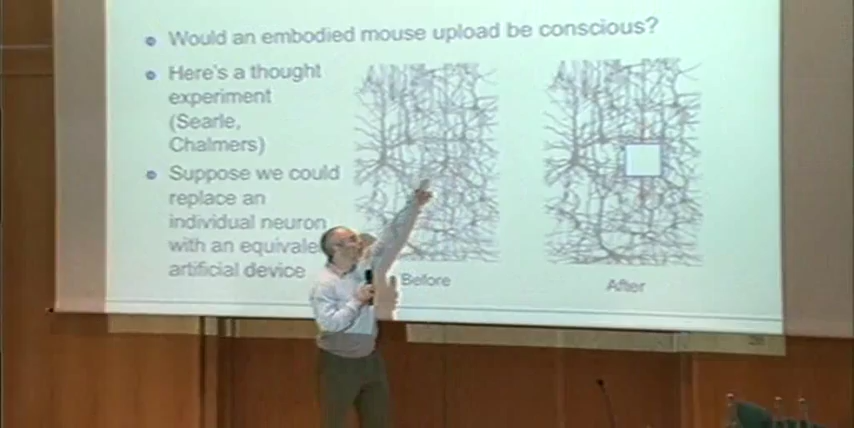 Would an embodied mouse upload be conscious?
Here's a thought
experiment
(Searle,
Chalmers)
Suppose we could
replace an
individual neuron
with an equivale
artificial device
Before
After